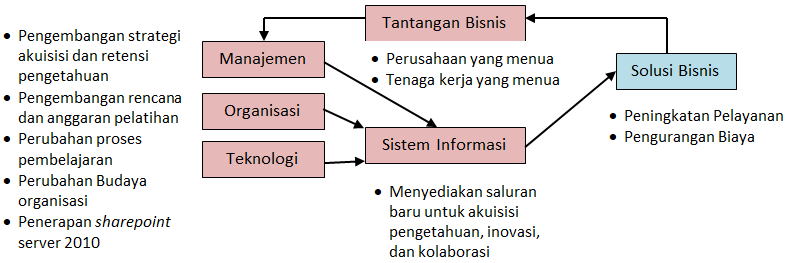 Tantangan Bisnis
• Perusahaan yang menua
• Tenaga kerja yang menua
• Pengembangan strategi
akuisisi dan retensi
pengetahuan
• Pengembangan rencana
dan anggaran pelatihan
• Perubahan proses
pembelajaran
• Perubahan Budaya
organisasi
• Penerapan sharepoint
server 2010
Manajemen
Organisasi
Teknologi
Sistem Informasi
• Menyediakan saluran
baru untuk akuisisi
pengetahuan, inovasi,
dan kolaborasi
Solusi Bisnis
• Peningkatan Pelayanan
• Pengurangan Biaya